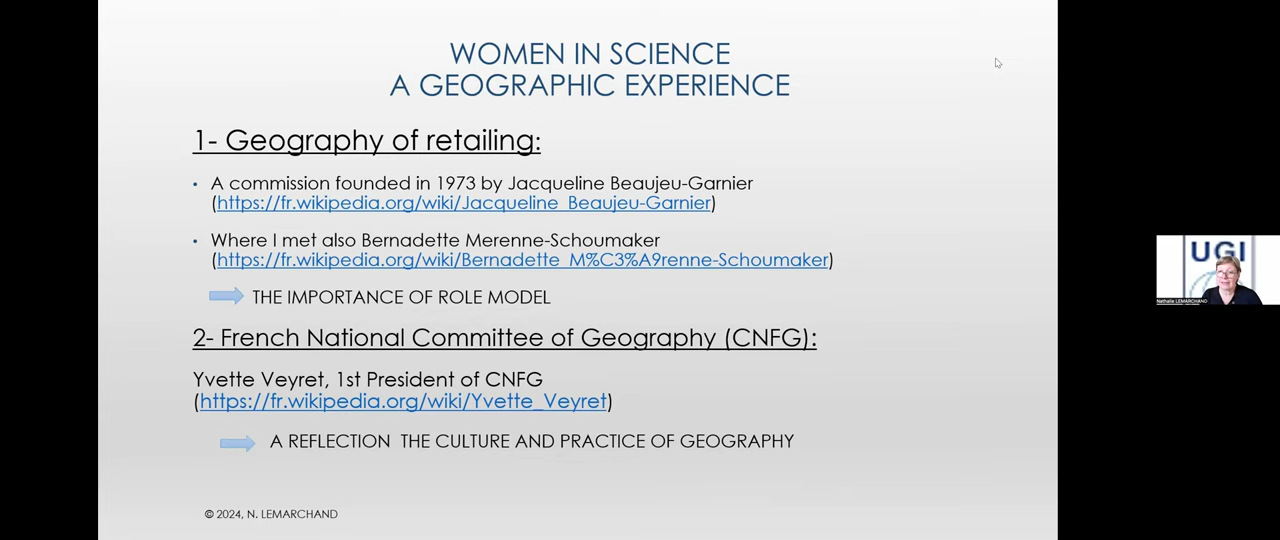 WOMEN IN SCIENCE
A GEOGRAPHIC EXPERIENCE
1- Geography of retailing:
• A commission founded in 1973 by Jacqueline Beaujeu-Garnier
(https://fr.wikipedia.org/wiki/Jacqueline_Beaujeu-Garnier)
• Where I met also Bernadette Merenne-Schoumaker
(https://fr.wikipedia.org/wiki/Bernadette_M%C3%A9renne-Schoumaker)
THE IMPORTANCE OF ROLE MODEL
2- French National Committee of Geography (CNFG):
Yvette Veyret, 1st President of CNFG
(https://fr.wikipedia.org/wiki/Yvette_Veyret)
A REFLECTION THE CULTURE AND PRACTICE OF GEOGRAPHY
© 2024, N. LEMARCHAND
UGI
Nathalie LEMARCHAND